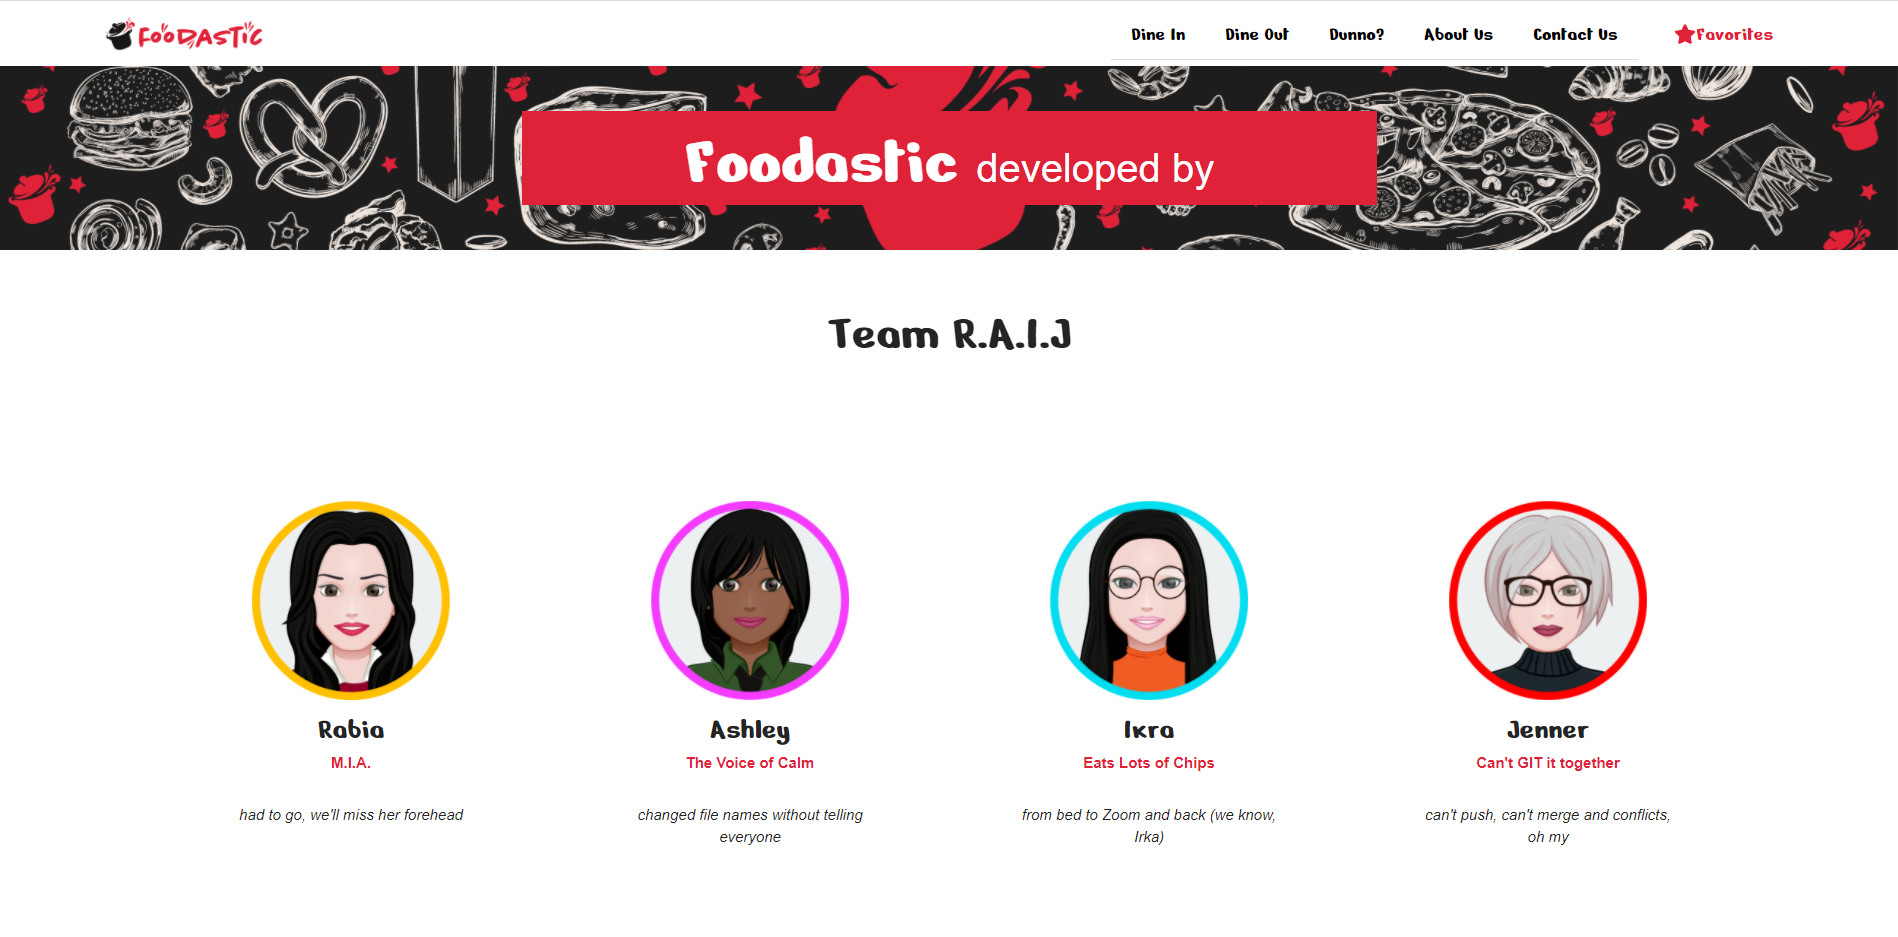 FOODASTIC
Dine In Dine Out Dunno? About Us Contact Us Favorites
Foodastic developed by
Team R.A.I.J
Rabia
M.I.A.
had to go, we'll miss her forehead
Ashley
The Voice of Calm
changed file names without telling
everyone
Ikra
Eats Lots of Chips
from bed to Zoom and back (we know,
Irka)
Jenner
Can't GIT it together
can't push, can't merge and conflicts,
oh my